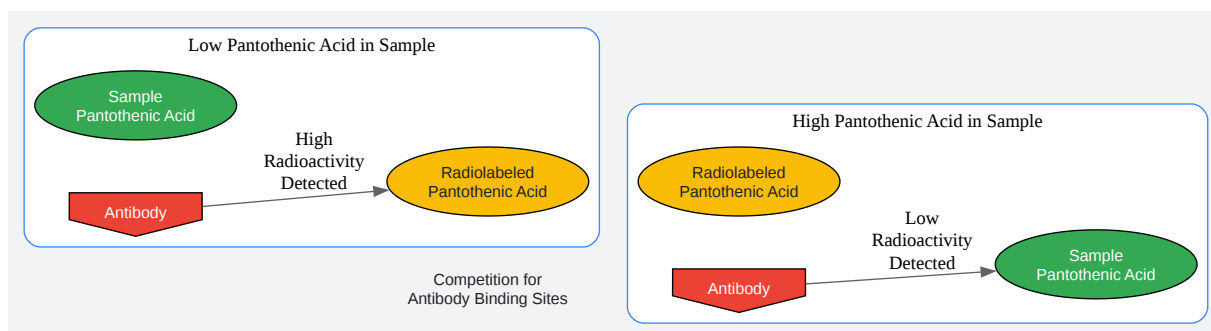 Low Pantothenic Acid in Sample
Sample
Pantothenic Acid
High
Radioactivity
Detected
Radiolabeled
Pantothenic Acid
Antibody
Competition for
Antibody Binding Sites
High Pantothenic Acid in Sample
Radiolabeled
Pantothenic Acid
Low
Radioactivity
Detected
Sample
Pantothenic Acid
Antibody